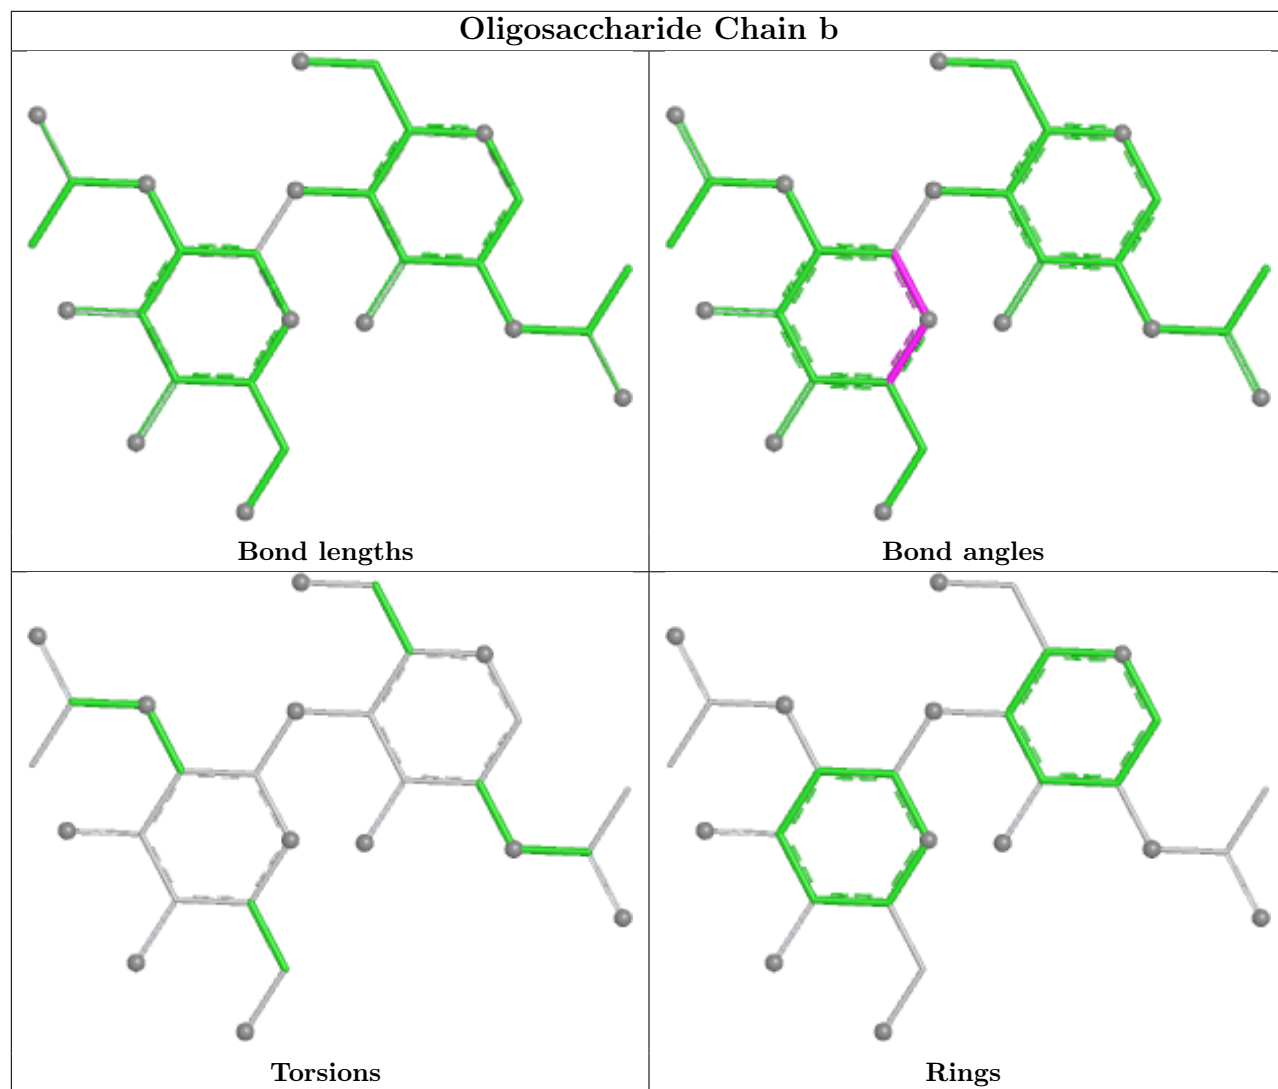 Oligosaccharide Chain b
Bond lengths
Bond angles
Torsions
Rings